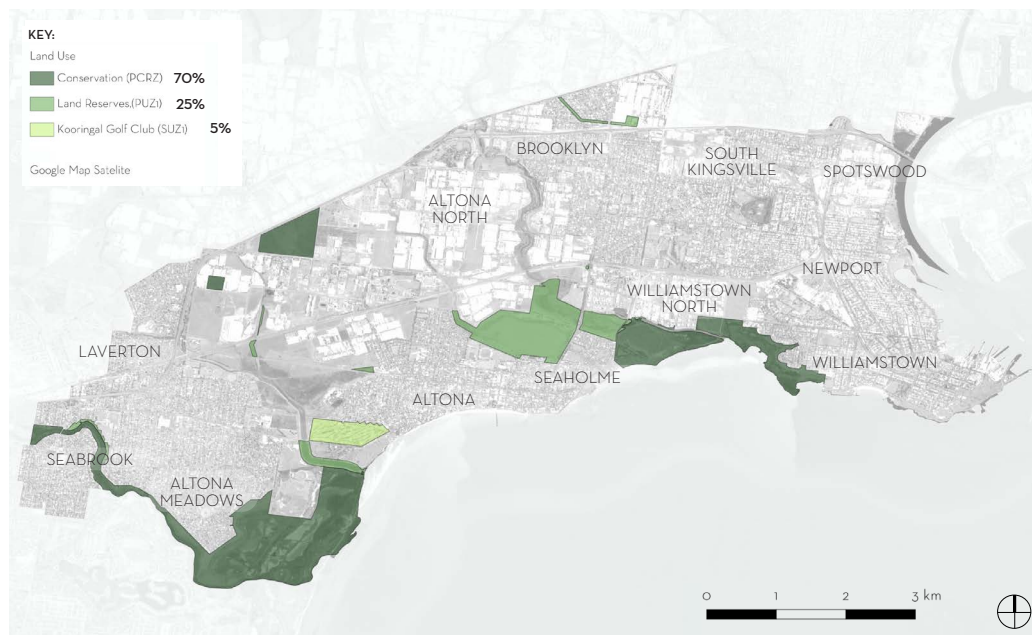 KEY:
Land Use
Conservation (PCRZ) 70%
Land Reserves,(PUZ1) 25%
Kooringal Golf Club (SUZ1) 5%
Google Map Satelite
BROOKLYN
SOUTH
KINGSVILLE
SPOTSWOOD
ALTONA
NORTH
NEWPORT
WILLIAMSTOWN
NORTH
LAVERTON
WILLIAMSTOWN
SEAHOLME
ALTONA
SEABROOK
ALTONA
MEADOWS
0 1 2 3 km